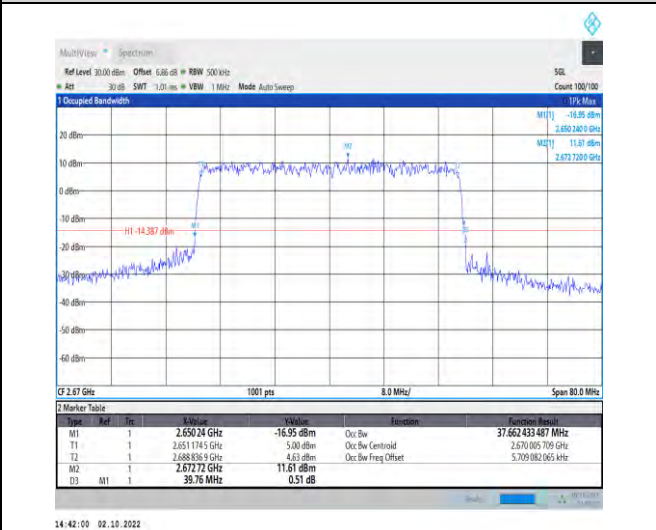 MultiView Spectrum
Ref Level 30.00 dBm Offset 6.86 dB RBW 500 kHz SGL
Att 30 dB SWT 1.01 ms VBW 1 MHz Mode Auto Sweep Count 100/100
1 Occupied Bandwidth 1Pk Max
M1[1] -16.95 dBm
2.650 240 0 GHz
M2[1] 11.61 dBm
2.672 720 0 GHz
20 dBm
M2
10 dBm
0 dBm
-10 dBm
M1
H1 -14.387 dBm
-20 dBm
-30 dBm
-40 dBm
-50 dBm
-60 dBm
CF 2.67 GHz 1001 pts 8.0 MHz/ Span 80.0 MHz
2 Marker Table
Type Ref Trc X-Value Y-Value Function Function Result
M1 1 2.650 24 GHz -16.95 dBm Occ Bw 37.662 433 487 MHz
T1 1 2.651 174 5 GHz 5.00 dBm Occ Bw Centroid 2.670 005 709 GHz
T2 1 2.688 836 9 GHz 4.63 dBm Occ Bw Freq Offset 5.709 082 065 kHz
M2 1 2.672 72 GHz 11.61 dBm
D3 M1 1 39.76 MHz 0.51 dB
14:42:00 02.10.2022